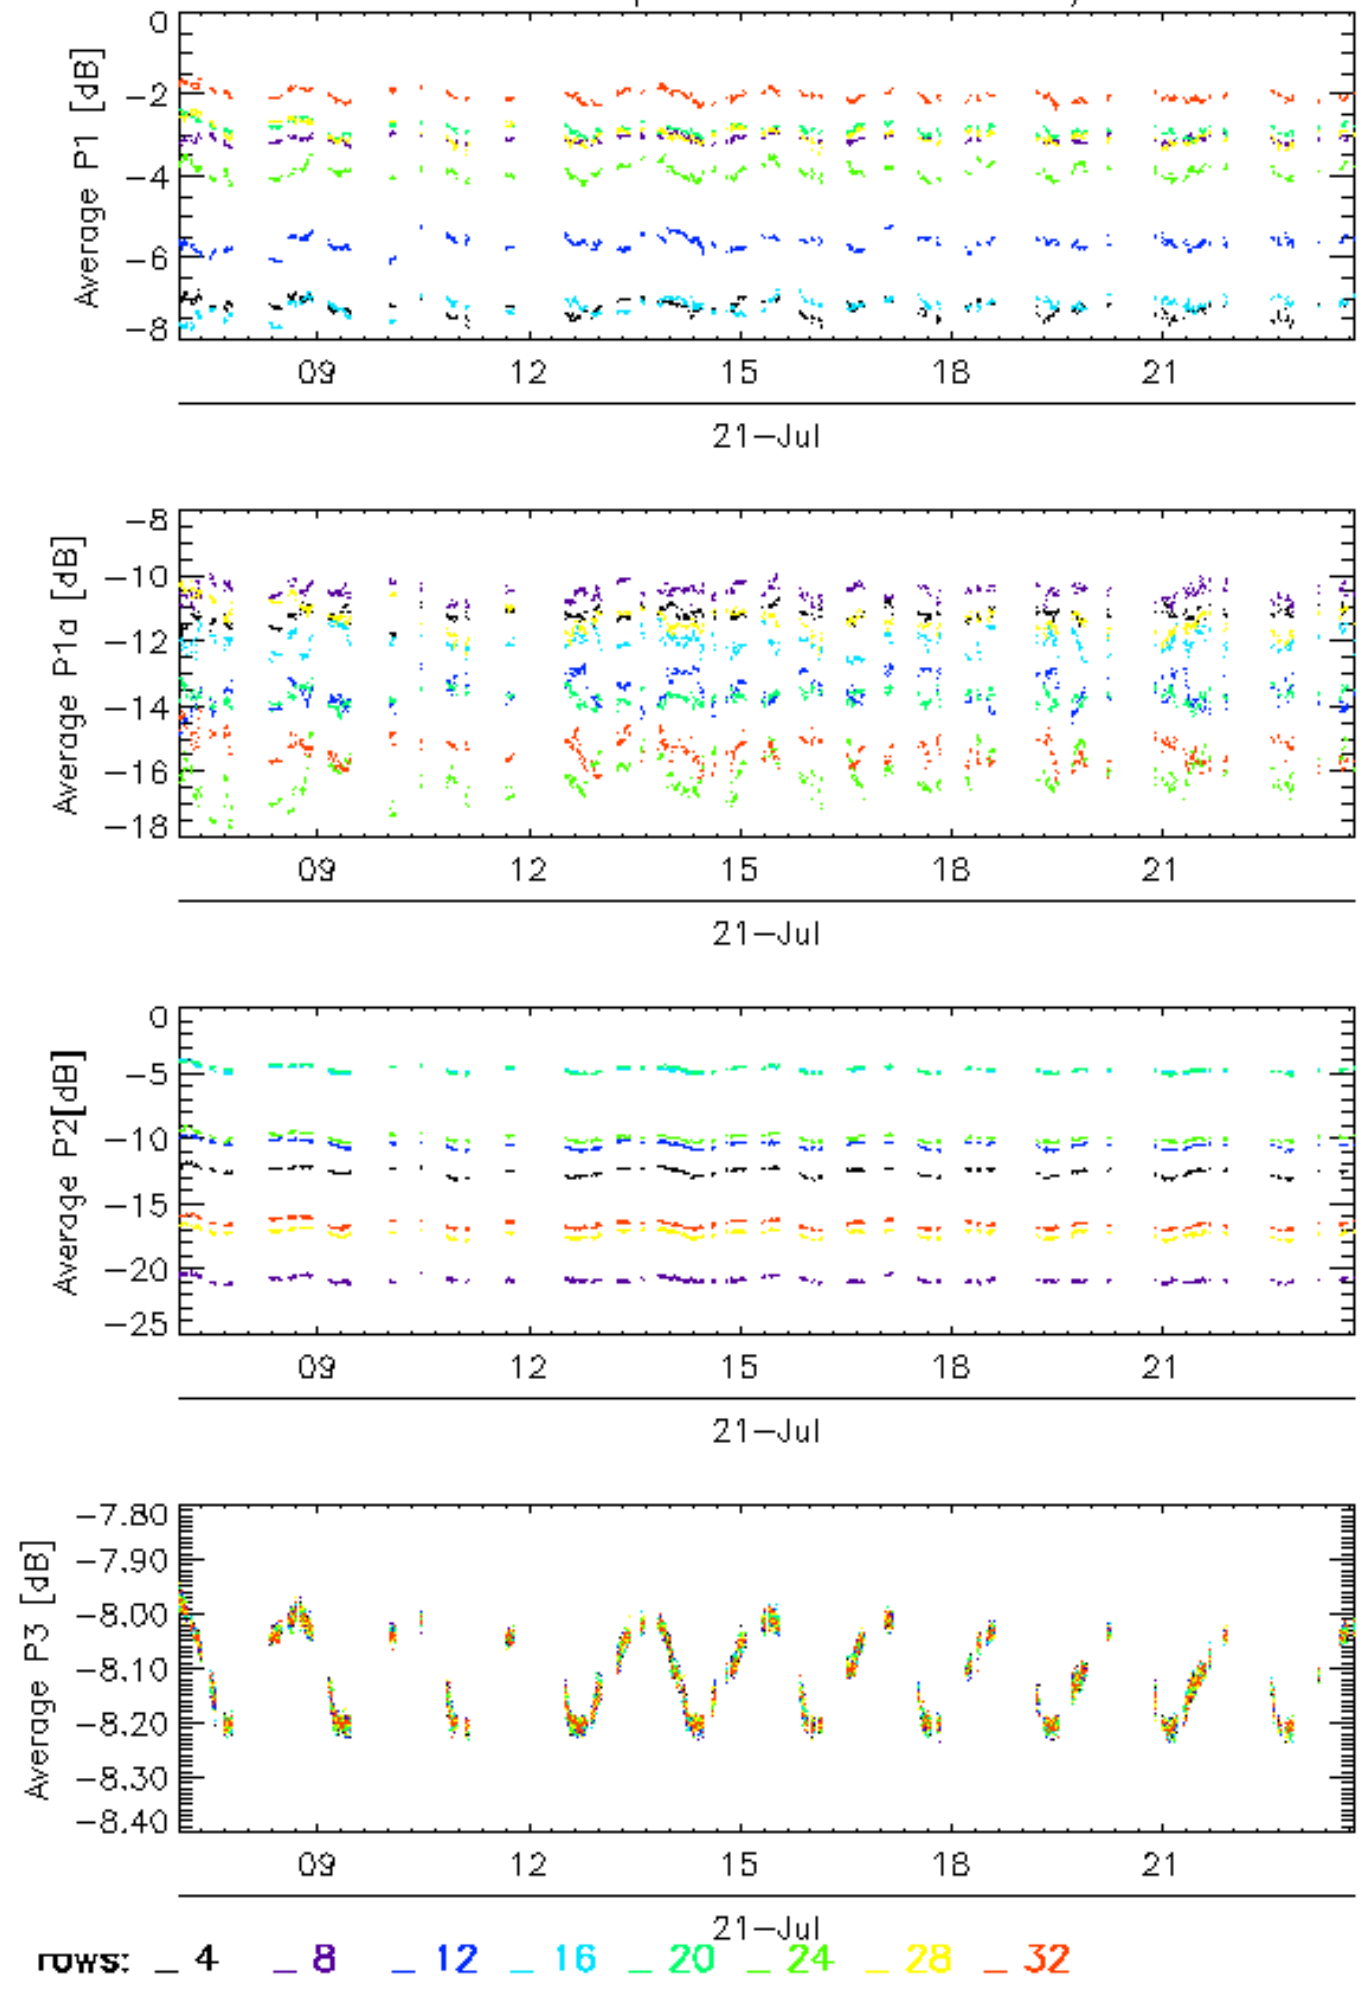 0
−2
−4
−6
−8
Average P1 [dB]
09 12 15 18 21
21−Jul
−8
−10
−12
−14
−16
−18
Average P1a [dB]
09 12 15 18 21
21−Jul
0
−5
−10
−15
−20
−25
Average P2[dB]
09 12 15 18 21
21−Jul
−7.80
−7.90
−8.00
−8.10
−8.20
−8.30
−8.40
Average P3 [dB]
09 12 15 18 21
21−Jul
rows: _ 4 _ 8 _ 12 _ 16 _ 20 _ 24 _ 28 _ 32